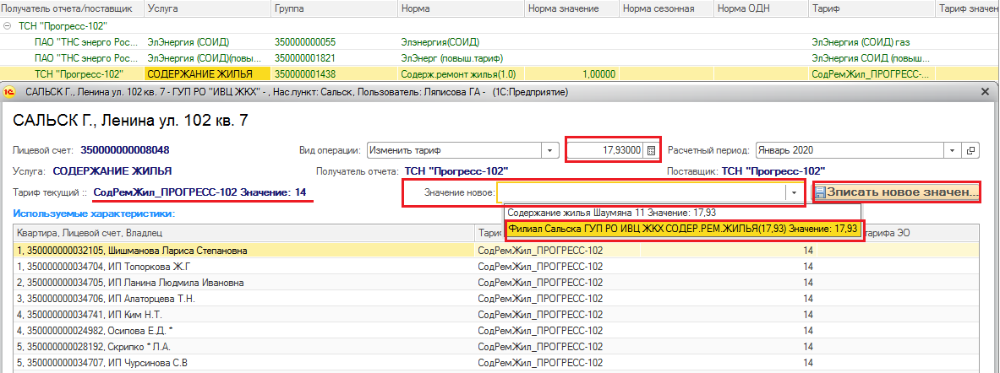 Получатель отчета/поставщик Услуга Группа Норма Норма значение Норма сезонная Норма ОДН Тариф Тариф значен
ТСН "Прогресс-102"
ПАО "ТНС энерго Рос... ЭлЭнергия (СОИД) 350000000055 Элэнергия(СОИД) ЭлЭнергия (СОИД) газ
ПАО "ТНС энерго Рос... ЭлЭнергия (СОИД)(повы... 350000001821 ЭлЭнерг (повыш.тариф) ЭлЭнергия СОИД (повыш...
ТСН "Прогресс-102" СОДЕРЖАНИЕ ЖИЛЬЯ 350000001438 Содерж.ремонт жилья(1.0) 1,00000 СодРемЖил_ПРОГРЕСС-...
1С САЛЬСК Г., Ленина ул. 102 кв. 7 - ГУП РО "ИВЦ ЖКХ" - , Нас.пункт: Сальск, Пользователь: Ляписова ГА - (1С:Предприятие)
САЛЬСК Г., Ленина ул. 102 кв. 7
Лицевой счет: 350000000008048 Вид операции: Изменить тариф 17,93000 Расчетный период: Январь 2020
Услуга: СОДЕРЖАНИЕ ЖИЛЬЯ Получатель отчета: ТСН "Прогресс-102" Поставщик: ТСН "Прогресс-102"
Тариф текущий :: СодРемЖил_ПРОГРЕСС-102 Значение: 14 Значение новое: Зписать новое значен...
Используемые характеристики: Содержание жилья Шаумяна 11 Значение: 17,93
Квартира, Лицевой счет, Владлец Тари Филиал Сальска ГУП РО ИВЦ ЖКХ СОДЕР.РЕМ.ЖИЛЬЯ(17,93) Значение: 17,93 тарифа ЭО
1, 350000000032105, Шишманова Лариса Степановна СодРемЖил_ПРОГРЕСС-102 14
1, 350000000034704, ИП Топоркова Ж.Г СодРемЖил_ПРОГРЕСС-102 14
2, 350000000034705, ИП Панина Людмила Ивановна СодРемЖил_ПРОГРЕСС-102 14
3, 350000000034706, ИП Алаторцева Т.Н. СодРемЖил_ПРОГРЕСС-102 14
4, 350000000034741, ИП Ким Н.Т. СодРемЖил_ПРОГРЕСС-102 14
4, 350000000024982, Осипова Е.Д. * СодРемЖил_ПРОГРЕСС-102 14
5, 350000000028192, Скрипко * Л.А. СодРемЖил_ПРОГРЕСС-102 14
5, 350000000034707, ИП Чурсинова С.В СодРемЖил_ПРОГРЕСС-102 14